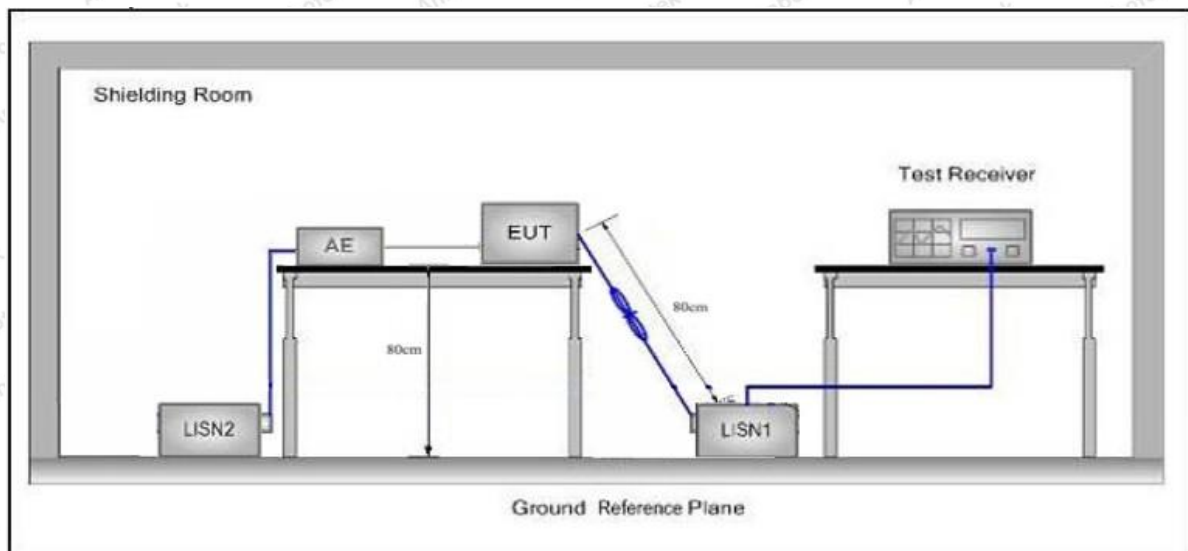 Shielding Room
Test Receiver
AE
EUT
80cm
80cm
LISN2
LISN1
Ground Reference Plane